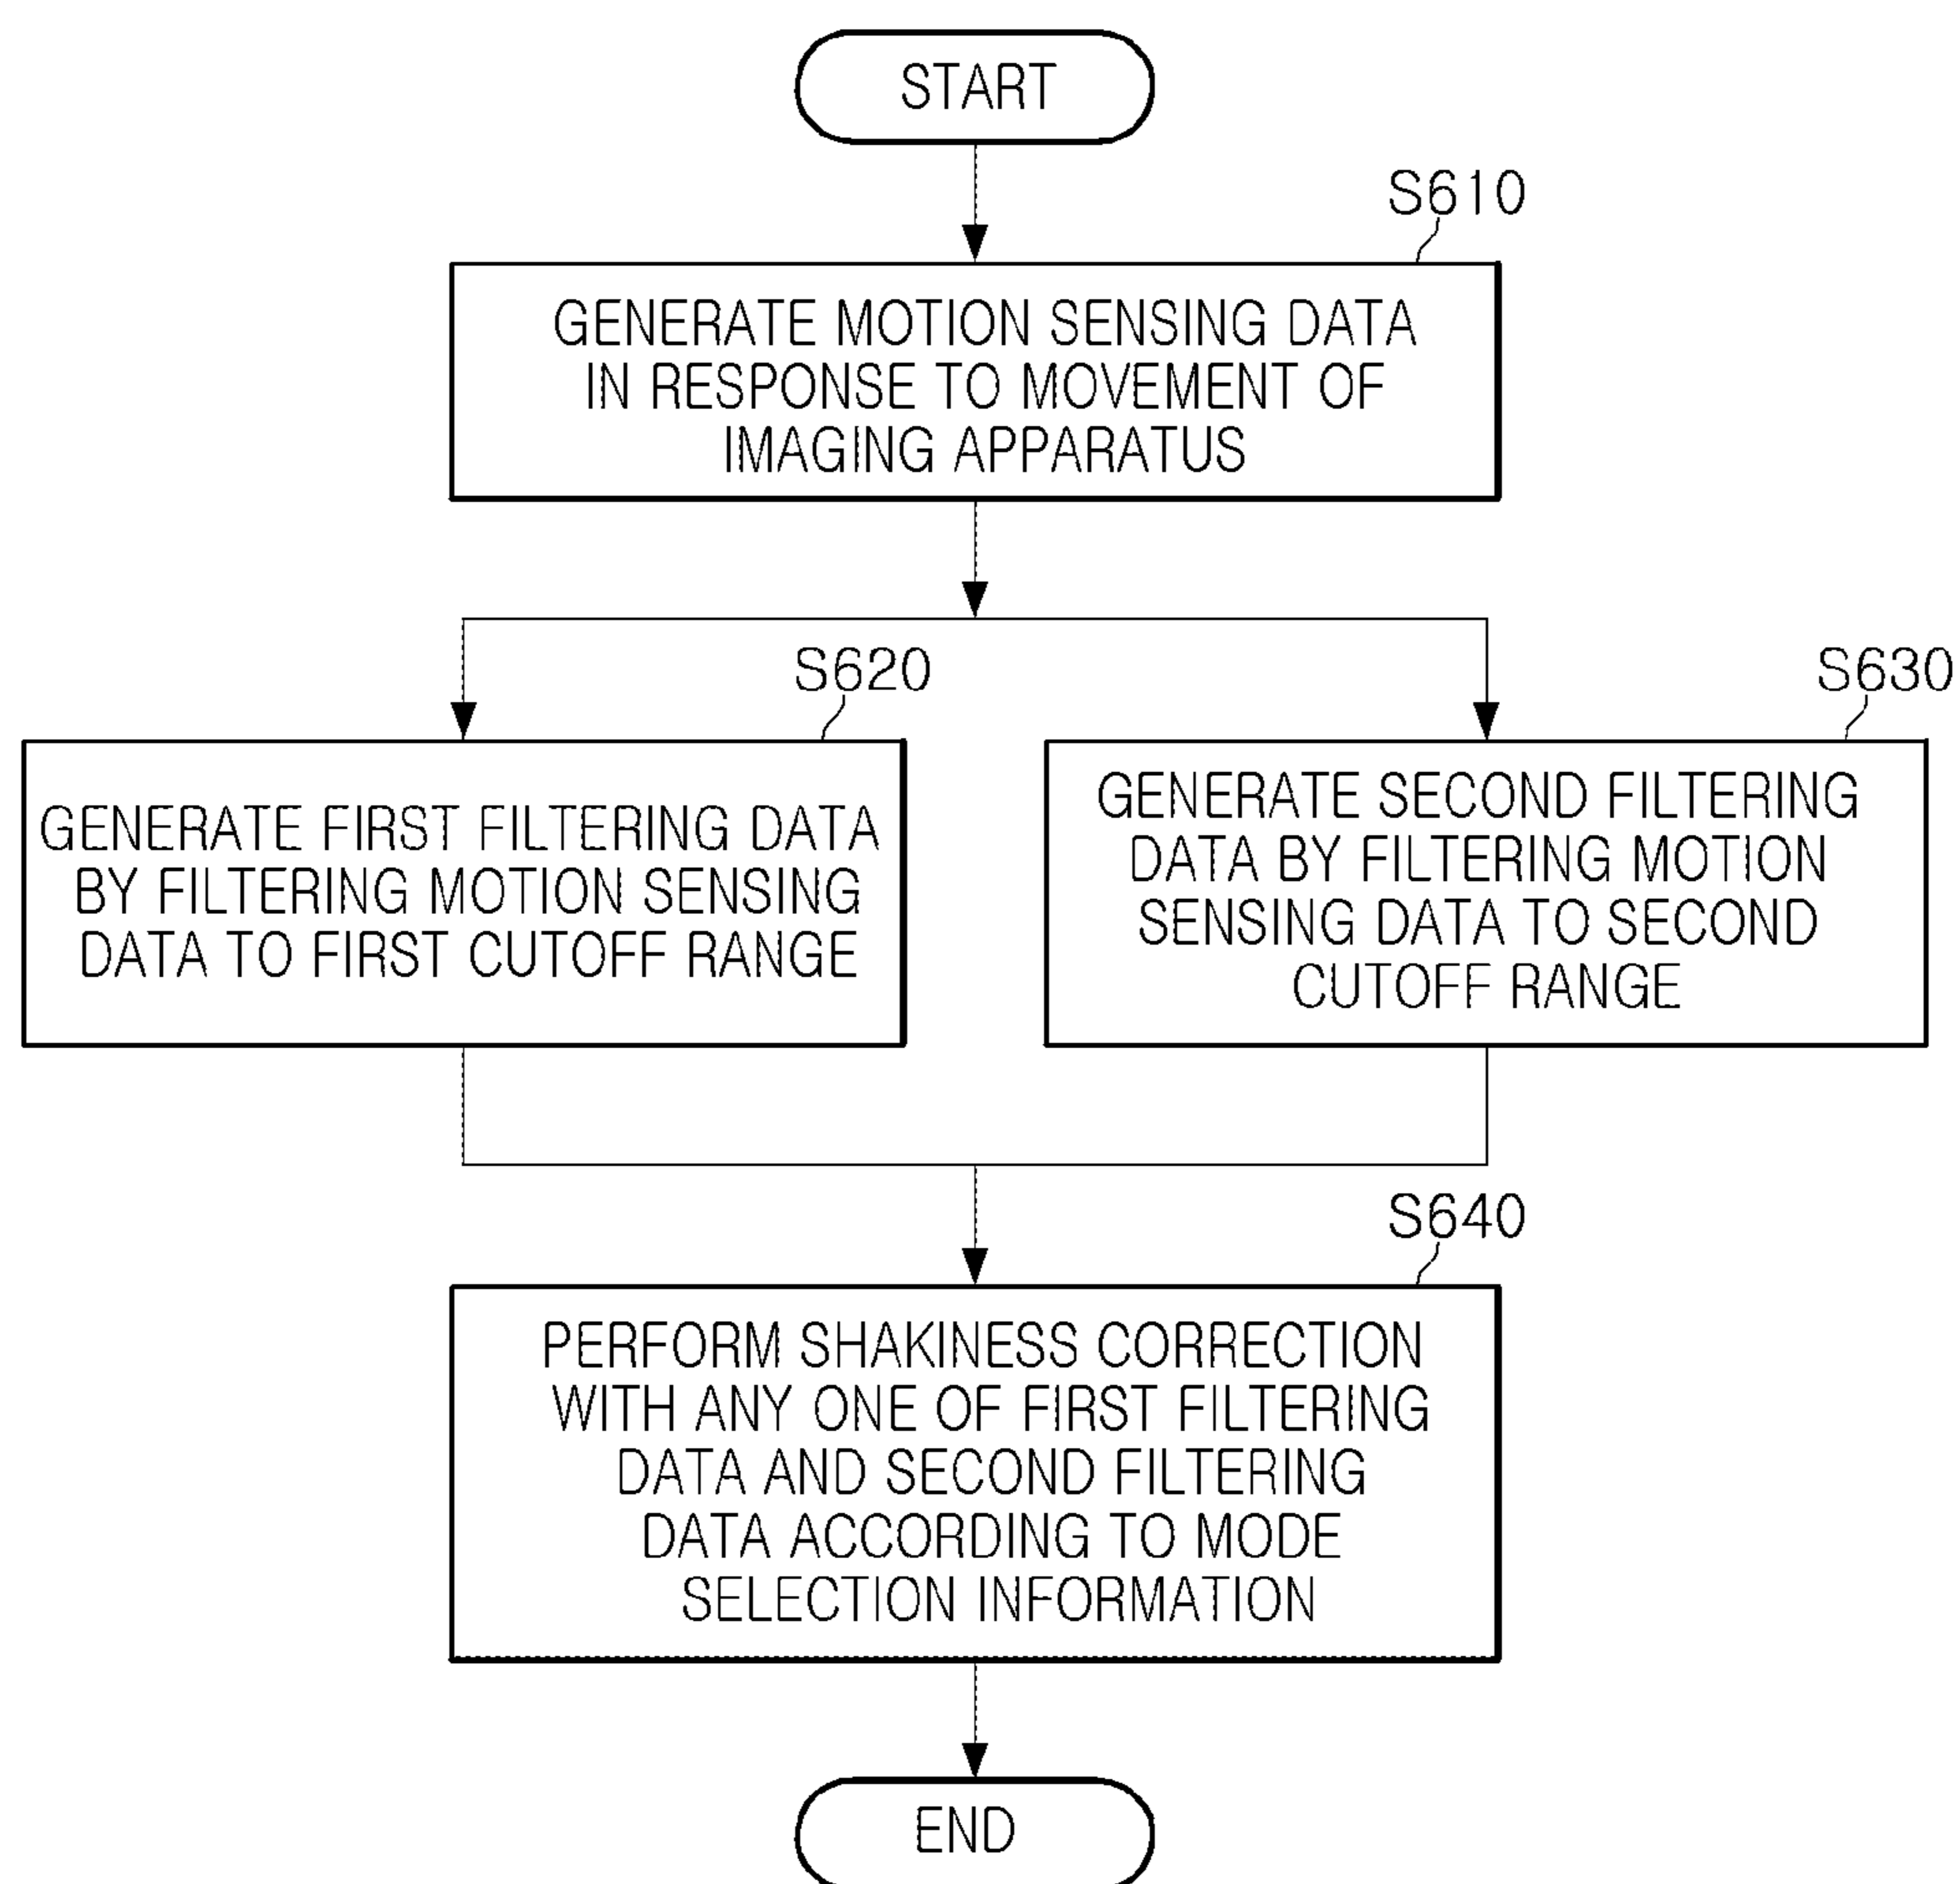 START
S610
GENERATE MOTION SENSING DATA
IN RESPONSE TO MOVEMENT OF
IMAGING APPARATUS
S620
GENERATE FIRST FILTERING DATA
BY FILTERING MOTION SENSING
DATA TO FIRST CUTOFF RANGE
S630
GENERATE SECOND FILTERING
DATA BY FILTERING MOTION
SENSING DATA TO SECOND
CUTOFF RANGE
S640
PERFORM SHAKINESS CORRECTION
WITH ANY ONE OF FIRST FILTERING
DATA AND SECOND FILTERING
DATA ACCORDING TO MODE
SELECTION INFORMATION
END